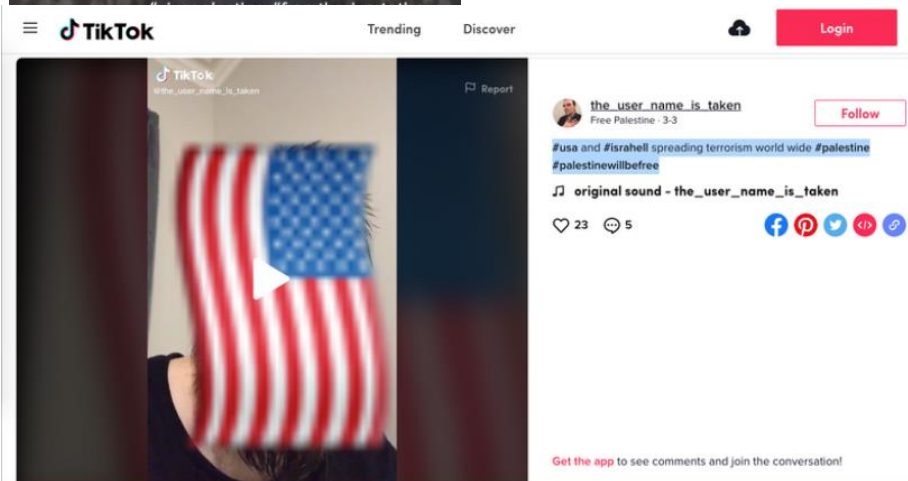 TikTok
Trending
Discover
Login
TikTok
@the_user_name_is_taken
Report
the_user_name_is_taken
Free Palestine · 3-3
Follow
#usa and #israhell spreading terrorism world wide #palestine
#palestinewillbefree
original sound - the_user_name_is_taken
23
5
Get the app to see comments and join the conversation!